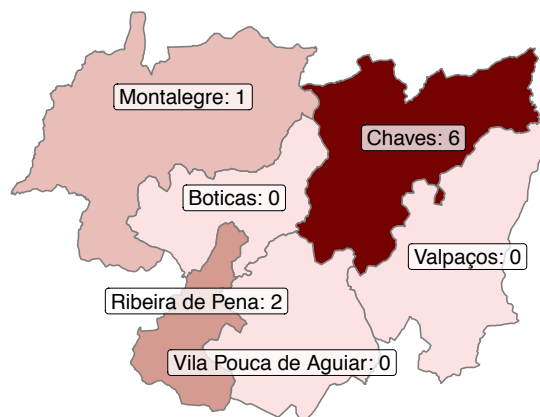 Montalegre: 1
Chaves: 6
Boticas: 0
Valpaços: 0
Ribeira de Pena: 2
Vila Pouca de Aguiar: 0